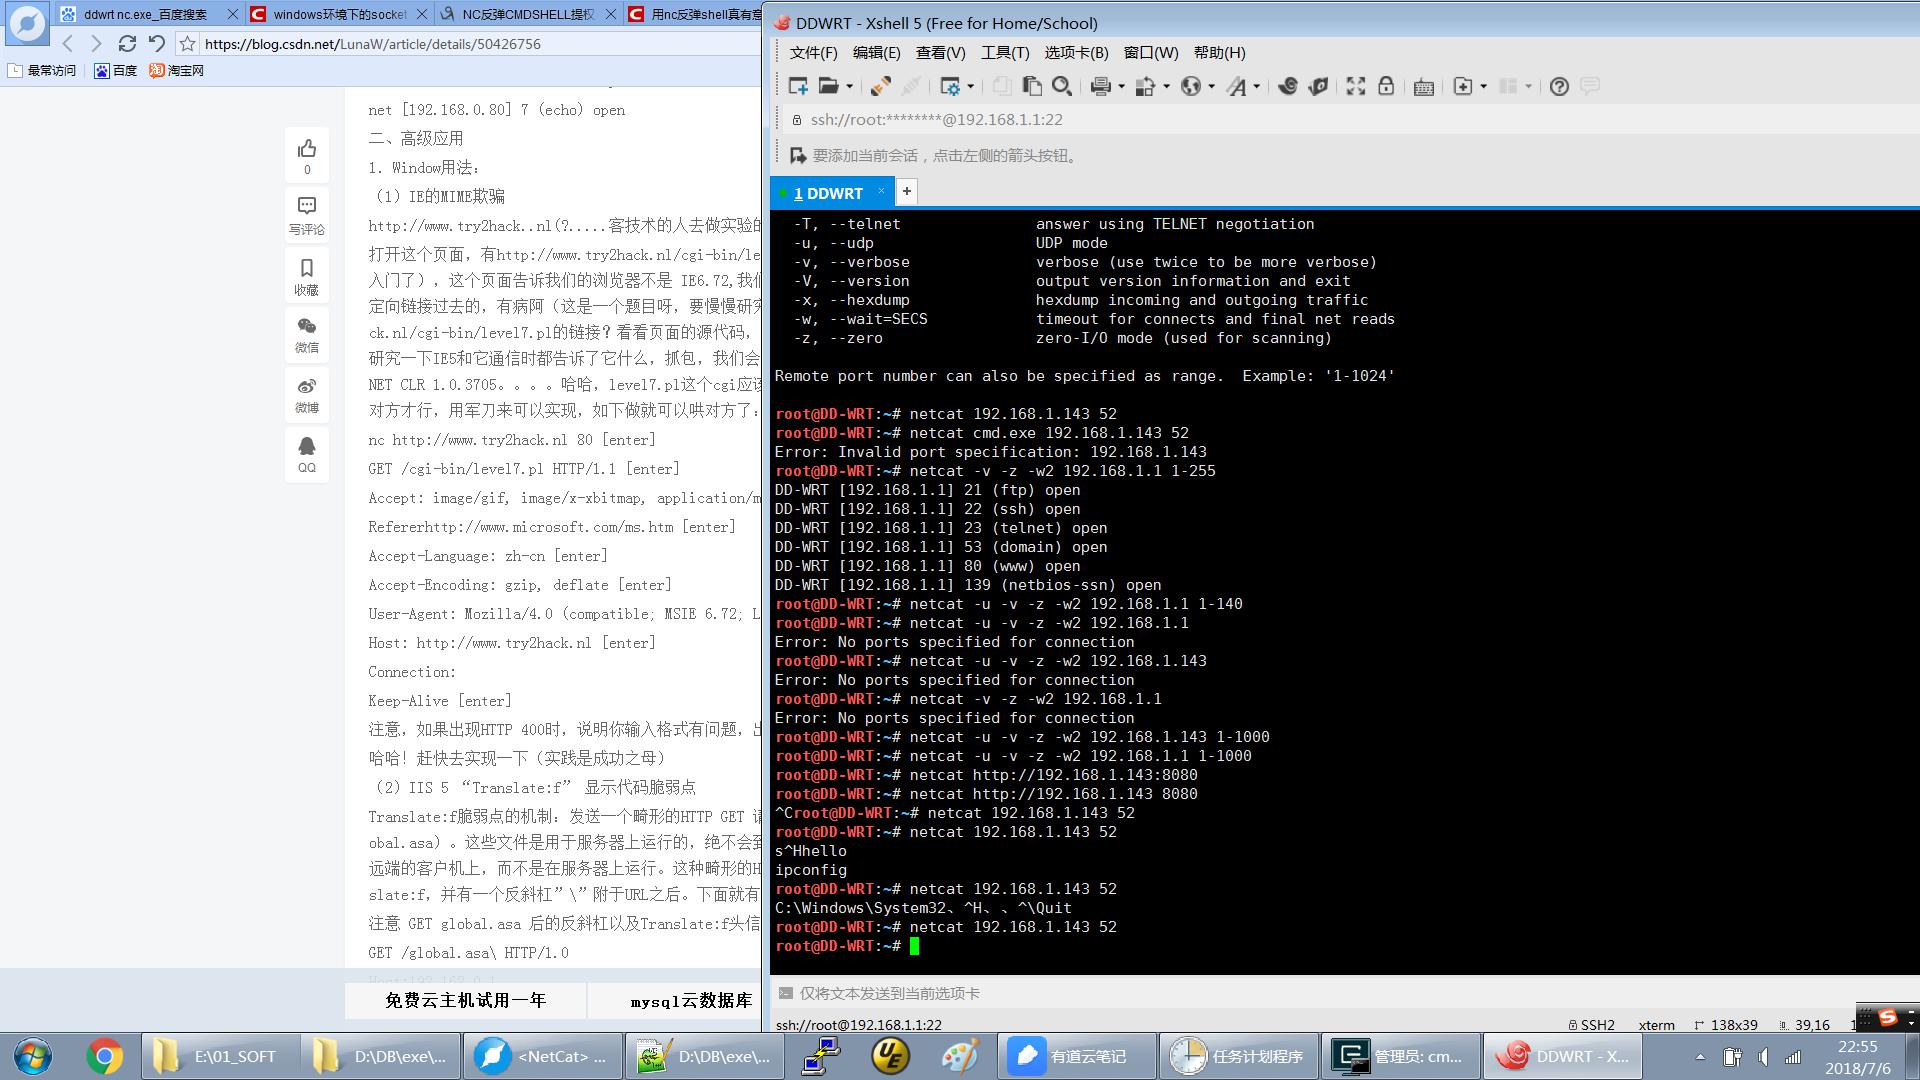 ddwrt nc.exe_百度搜索
windows环境下的socket
NC反弹CMDSHELL提权
用nc反弹shell真有意
https://blog.csdn.net/LunaW/article/details/50426756
最常访问
百度
淘宝网
net [192.168.0.80] 7 (echo) open
二、高级应用
1. Window用法：
（1）IE的MIME欺骗
http://www.try2hack..nl(?.....客技术的人去做实验的
打开这个页面，有http://www.try2hack.nl/cgi-bin/le
入门了），这个页面告诉我们的浏览器不是 IE6.72,我们
定向链接过去的，有病阿（这是一个题目呀，要慢慢研究
ck.nl/cgi-bin/level7.pl的链接？看看页面的源代码，
研究一下IE5和它通信时都告诉了它什么，抓包，我们会
NET CLR 1.0.3705。。。。哈哈，level7.pl这个cgi应该
对方才行，用军刀来可以实现，如下做就可以哄对方了：
nc http://www.try2hack.nl 80 [enter]
GET /cgi-bin/level7.pl HTTP/1.1 [enter]
Accept: image/gif, image/x-xbitmap, application/m
Refererhttp://www.microsoft.com/ms.htm [enter]
Accept-Language: zh-cn [enter]
Accept-Encoding: gzip, deflate [enter]
User-Agent: Mozilla/4.0 (compatible; MSIE 6.72; L
Host: http://www.try2hack.nl [enter]
Connection:
Keep-Alive [enter]
注意，如果出现HTTP 400时，说明你输入格式有问题，出
哈哈！赶快去实现一下（实践是成功之母）
（2）IIS 5 “Translate:f” 显示代码脆弱点
Translate:f脆弱点的机制：发送一个畸形的HTTP GET 请
obal.asa）。这些文件是用于服务器上运行的，绝不会到
远端的客户机上，而不是在服务器上运行。这种畸形的H
slate:f，并有一个反斜杠”\”附于URL之后。下面就有
注意 GET global.asa 后的反斜杠以及Translate:f头信
GET /global.asa\ HTTP/1.0
0
写评论
收藏
微信
微博
QQ
免费云主机试用一年
mysql云数据库
DDWRT - Xshell 5 (Free for Home/School)
文件(F) 编辑(E) 查看(V) 工具(T) 选项卡(B) 窗口(W) 帮助(H)
ssh://root:********@192.168.1.1:22
要添加当前会话，点击左侧的箭头按钮。
1 DDWRT × +
-T, --telnet answer using TELNET negotiation
-u, --udp UDP mode
-v, --verbose verbose (use twice to be more verbose)
-V, --version output version information and exit
-x, --hexdump hexdump incoming and outgoing traffic
-w, --wait=SECS timeout for connects and final net reads
-z, --zero zero-I/O mode (used for scanning)
Remote port number can also be specified as range.  Example: '1-1024'
root@DD-WRT:~# netcat 192.168.1.143 52
root@DD-WRT:~# netcat cmd.exe 192.168.1.143 52
Error: Invalid port specification: 192.168.1.143
root@DD-WRT:~# netcat -v -z -w2 192.168.1.1 1-255
DD-WRT [192.168.1.1] 21 (ftp) open
DD-WRT [192.168.1.1] 22 (ssh) open
DD-WRT [192.168.1.1] 23 (telnet) open
DD-WRT [192.168.1.1] 53 (domain) open
DD-WRT [192.168.1.1] 80 (www) open
DD-WRT [192.168.1.1] 139 (netbios-ssn) open
root@DD-WRT:~# netcat -u -v -z -w2 192.168.1.1 1-140
root@DD-WRT:~# netcat -u -v -z -w2 192.168.1.1
Error: No ports specified for connection
root@DD-WRT:~# netcat -u -v -z -w2 192.168.1.143
Error: No ports specified for connection
root@DD-WRT:~# netcat -v -z -w2 192.168.1.1
Error: No ports specified for connection
root@DD-WRT:~# netcat -u -v -z -w2 192.168.1.143 1-1000
root@DD-WRT:~# netcat -u -v -z -w2 192.168.1.1 1-1000
root@DD-WRT:~# netcat http://192.168.1.143:8080
root@DD-WRT:~# netcat http://192.168.1.143 8080
^Croot@DD-WRT:~# netcat 192.168.1.143 52
root@DD-WRT:~# netcat 192.168.1.143 52
s^Hhello
ipconfig
root@DD-WRT:~# netcat 192.168.1.143 52
C:\Windows\System32、^H、、^\Quit
root@DD-WRT:~# netcat 192.168.1.143 52
root@DD-WRT:~#
仅将文本发送到当前选项卡
ssh://root@192.168.1.1:22
SSH2 xterm 138x39 39,16
E:\01_SOFT
D:\DB\exe\...
<NetCat> ...
D:\DB\exe\...
有道云笔记
任务计划程序
管理员: cm...
DDWRT - X...
22:55
2018/7/6